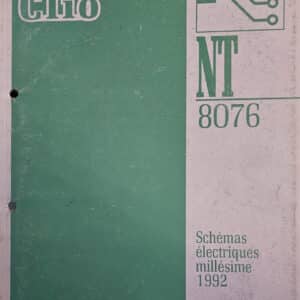 Clio
NT
8076
Schémas
électriques
millésime
1992